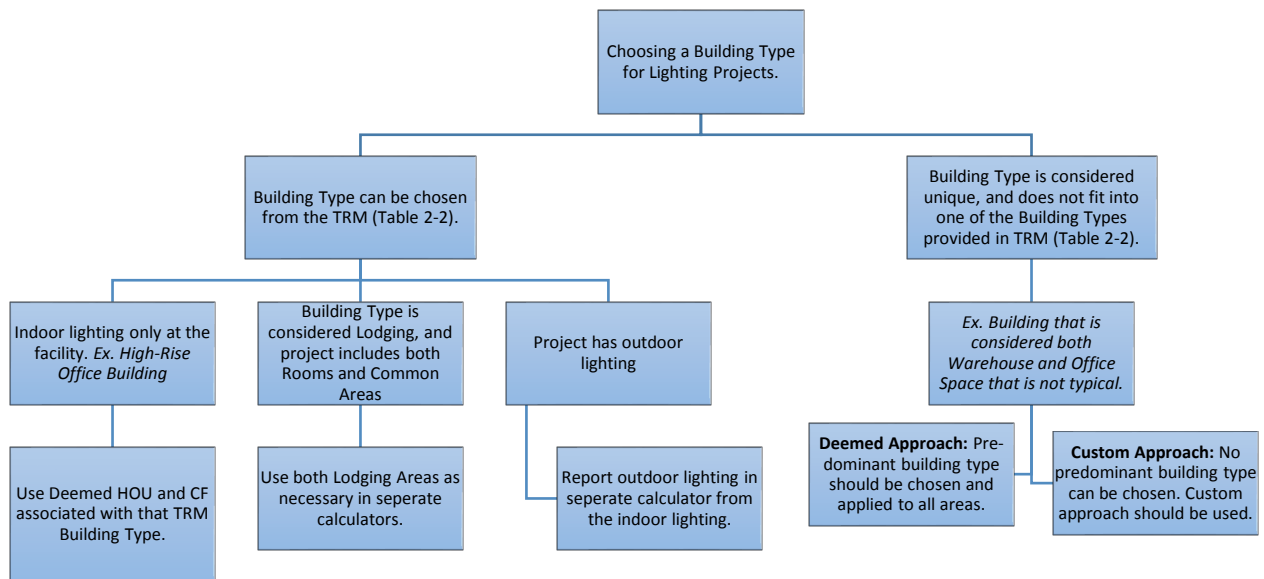 Choosing a Building Type
for Lighting Projects.
Building Type can be chosen
from the TRM (Table 2-2).
Building Type is considered
unique, and does not fit into
one of the Building Types
provided in TRM (Table 2-2).
Indoor lighting only at the
facility. Ex. High-Rise
Office Building
Building Type is
considered Lodging, and
project includes both
Rooms and Common
Areas
Project has outdoor
lighting
Ex. Building that is
considered both
Warehouse and Office
Space that is not typical.
Use Deemed HOU and CF
associated with that TRM
Building Type.
Use both Lodging Areas as
necessary in seperate
calculators.
Report outdoor lighting in
seperate calculator from
the indoor lighting.
Deemed Approach: Pre-
dominant building type
should be chosen and
applied to all areas.
Custom Approach: No
predominant building type
can be chosen. Custom
approach should be used.